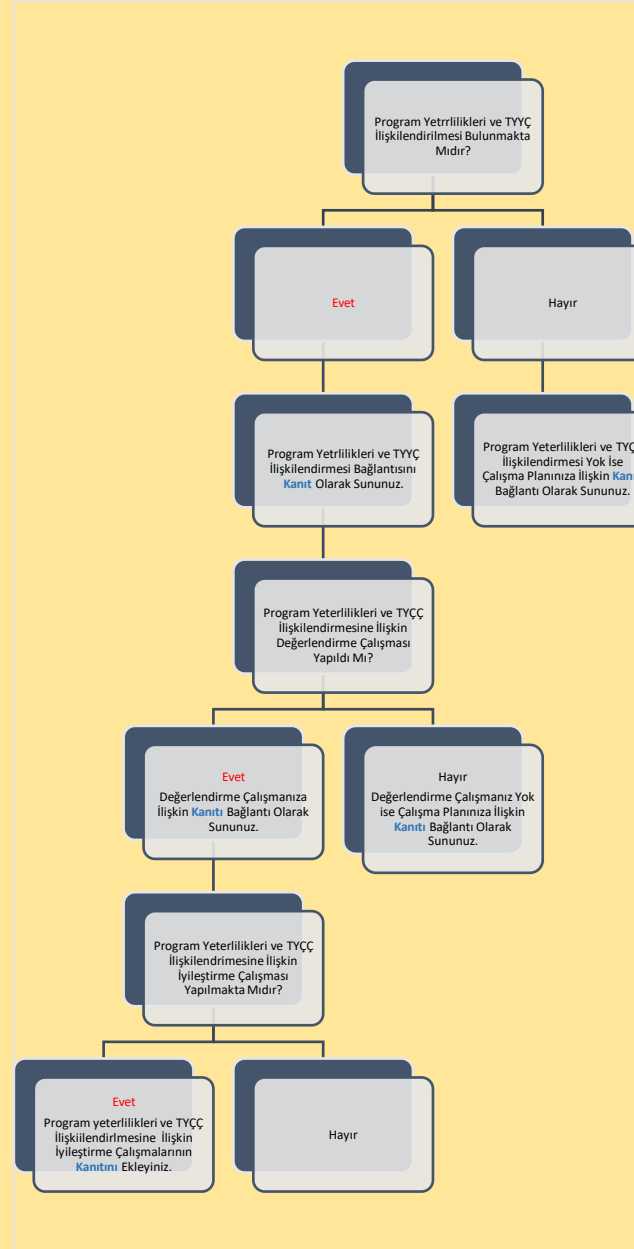 Program Yetrrlilikleri ve TYYÇ
İlişkilendirilmesi Bulunmakta
Mıdır?
Evet
Hayır
Program Yetrlilikleri ve TYYÇ
İlişkilendirmesi Bağlantısını
Kanıt Olarak Sununuz.
Program Yeterlilikleri ve
İlişkilendirmesi Yok İse
Çalışma Planınıza İlişkin
Bağlantı Olarak Sununuz.
Program Yeterlilikleri ve TYÇÇ
İlişkilendirmesine İlişkin
Değerlendirme Çalışması
Yapıldı Mı?
Evet
Değerlendirme Çalışmanıza
İlişkin Kanıtı Bağlantı Olarak
Sununuz.
Hayır
Değerlendirme Çalışmanız Yok
ise Çalışma Planınıza İlişkin
Kanıtı Bağlantı Olarak
Sununuz.
Program Yeterlilikleri ve TYÇÇ
İlişkilendrimesine İlişkin
İyileştirme Çalışması
Yapılmakta Mıdır?
Evet
Program yeterlilikleri ve TYÇÇ
İlişkiilendirlmesine İlişkin
İyileştirme Çalışmalarının
Kanıtını Ekleyiniz.
Hayır